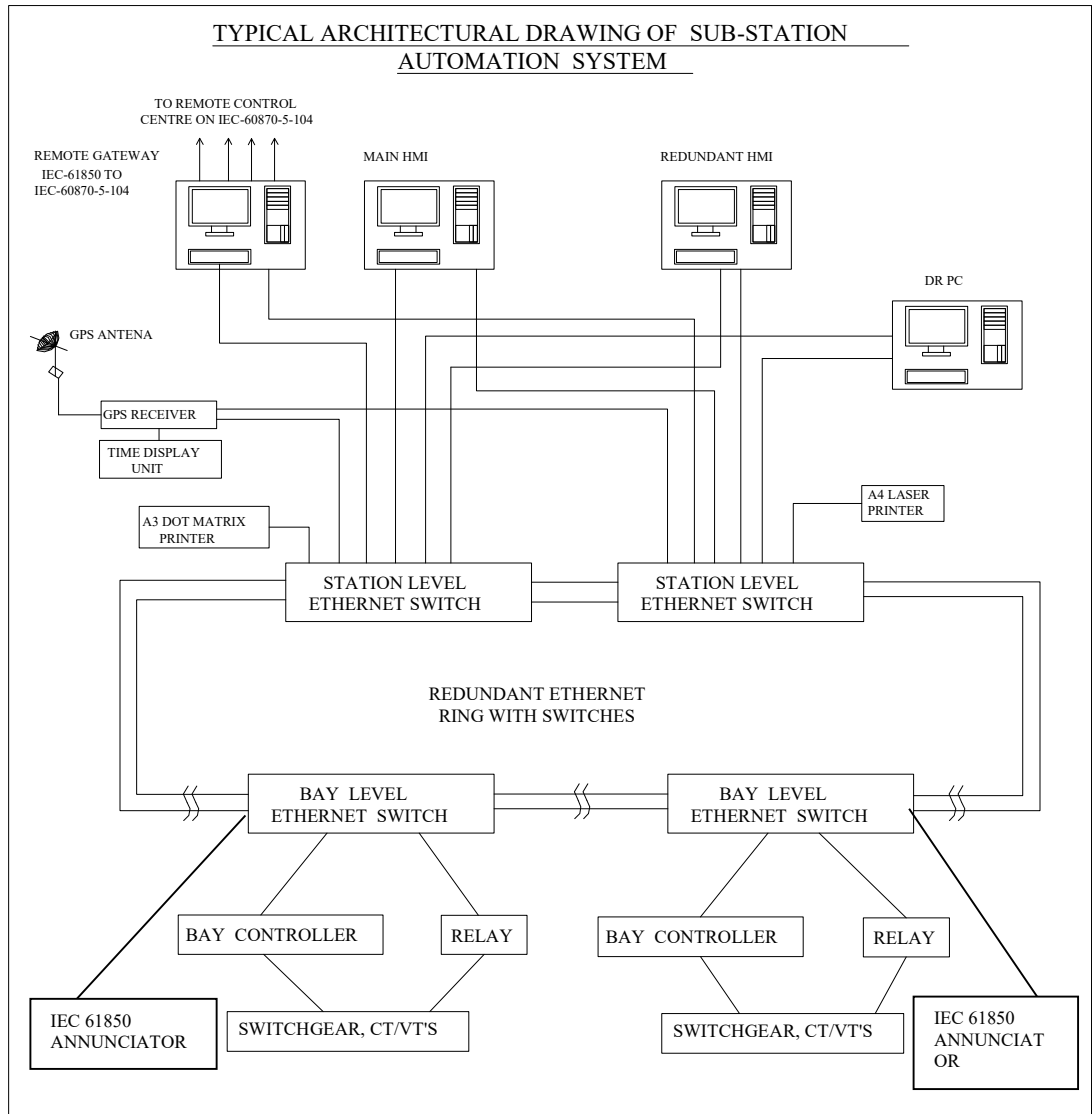 TYPICAL ARCHITECTURAL DRAWING OF SUB-STATION
AUTOMATION SYSTEM
TO REMOTE CONTROL
CENTRE ON IEC-60870-5-104
REMOTE GATEWAY
IEC-61850 TO
IEC-60870-5-104
MAIN HMI
REDUNDANT HMI
DR PC
GPS ANTENA
GPS RECEIVER
TIME DISPLAY
UNIT
A3 DOT MATRIX
PRINTER
A4 LASER
PRINTER
STATION LEVEL
ETHERNET SWITCH
STATION LEVEL
ETHERNET SWITCH
REDUNDANT ETHERNET
RING WITH SWITCHES
BAY LEVEL
ETHERNET SWITCH
BAY LEVEL
ETHERNET SWITCH
BAY CONTROLLER
RELAY
BAY CONTROLLER
RELAY
IEC 61850
ANNUNCIATOR
SWITCHGEAR, CT/VT'S
SWITCHGEAR, CT/VT'S
IEC 61850
ANNUNCIAT
OR